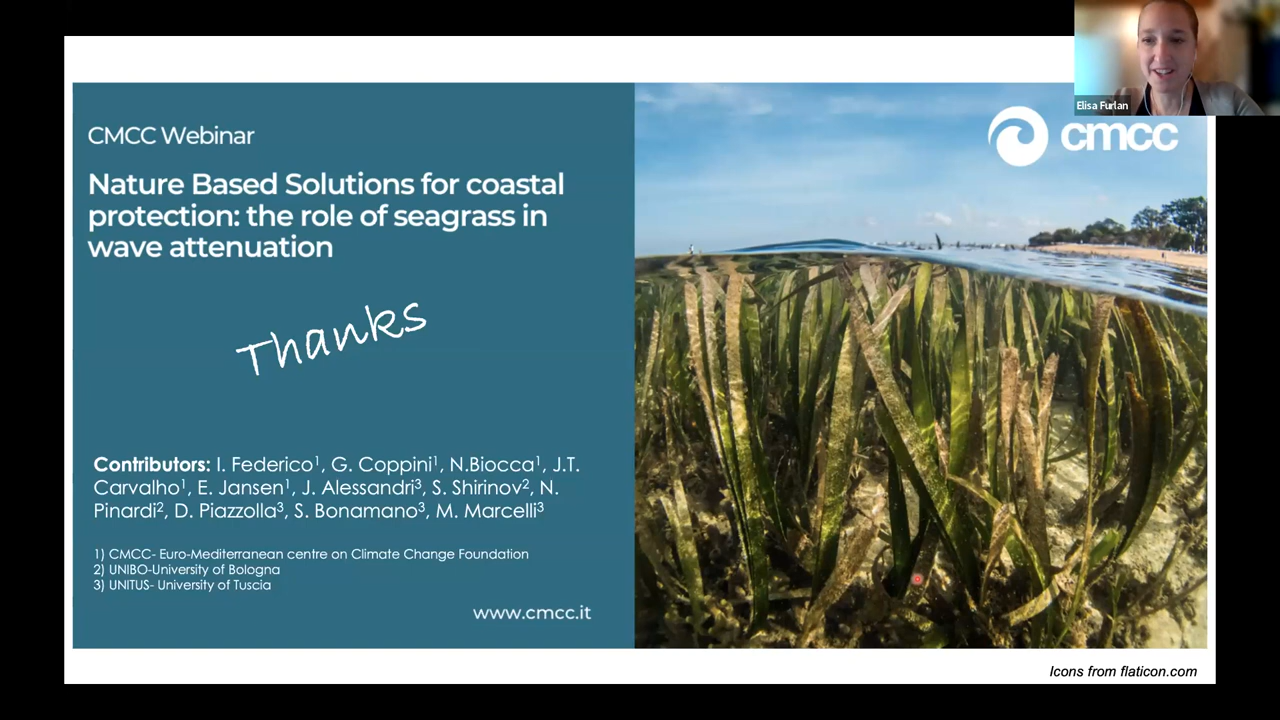 Elisa Furlan
CMCC Webinar
cmcc
Nature Based Solutions for coastal
protection: the role of seagrass in
wave attenuation
Thanks
Contributors: I. Federico¹, G. Coppini¹, N.Biocca¹, J.T.
Carvalho¹, E. Jansen¹, J. Alessandri³, S. Shirinov², N.
Pinardi², D. Piazzolla³, S. Bonamano³, M. Marcelli³
1) CMCC- Euro-Mediterranean centre on Climate Change Foundation
2) UNIBO-University of Bologna
3) UNITUS- University of Tuscia
www.cmcc.it
Icons from flaticon.com